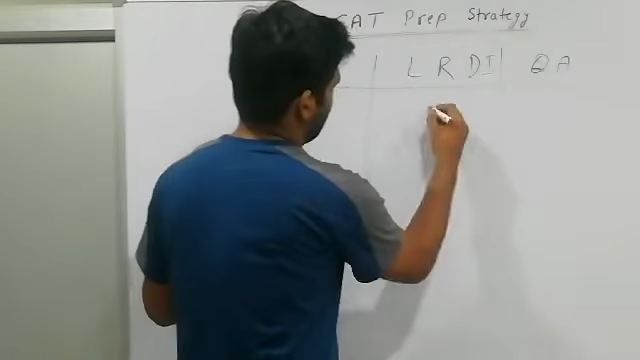 CAT Prep Strategy
| LRDI | QA